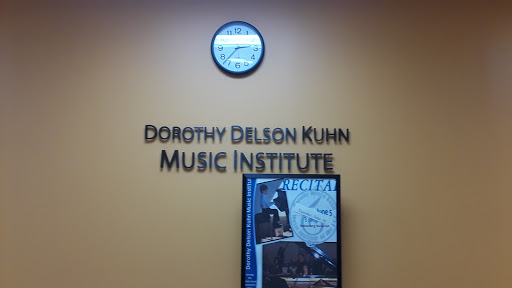 DOROTHY DELSON KUHN
MUSIC INSTITUTE
RECITAL
Dorothy Delson Kuhn Music Institute